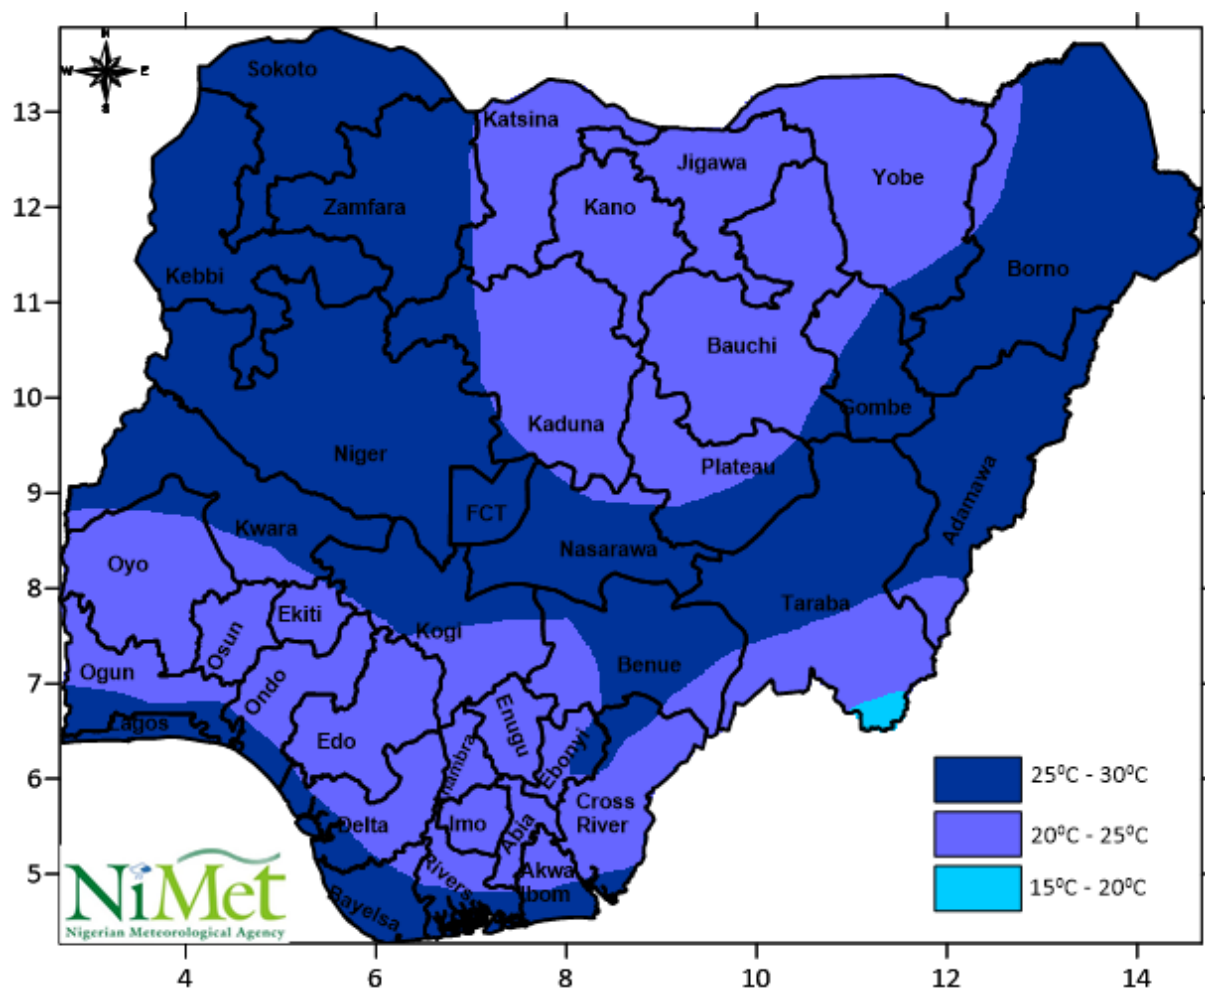 N
W
E
S
Sokoto
13
Katsina
Jigawa
Yobe
12
Zamfara
Kano
Kebbi
Borno
11
Bauchi
10
Gombe
Kaduna
Niger
Plateau
9
Adamawa
FCT
Kwara
Nasarawa
Oyo
8
Ekiti
Taraba
Kogi
Osun
Benue
Ogun
7
Ondo
Lagos
Enugu
Edo
Anambra
Ebonyi
6
25⁰C - 30⁰C
Cross
River
Delta
Imo
Abia
20⁰C - 25⁰C
5
Rivers
Akwa
Ibom
15⁰C - 20⁰C
Bayelsa
NiMet
Nigerian Meteorological Agency
4
6
8
10
12
14